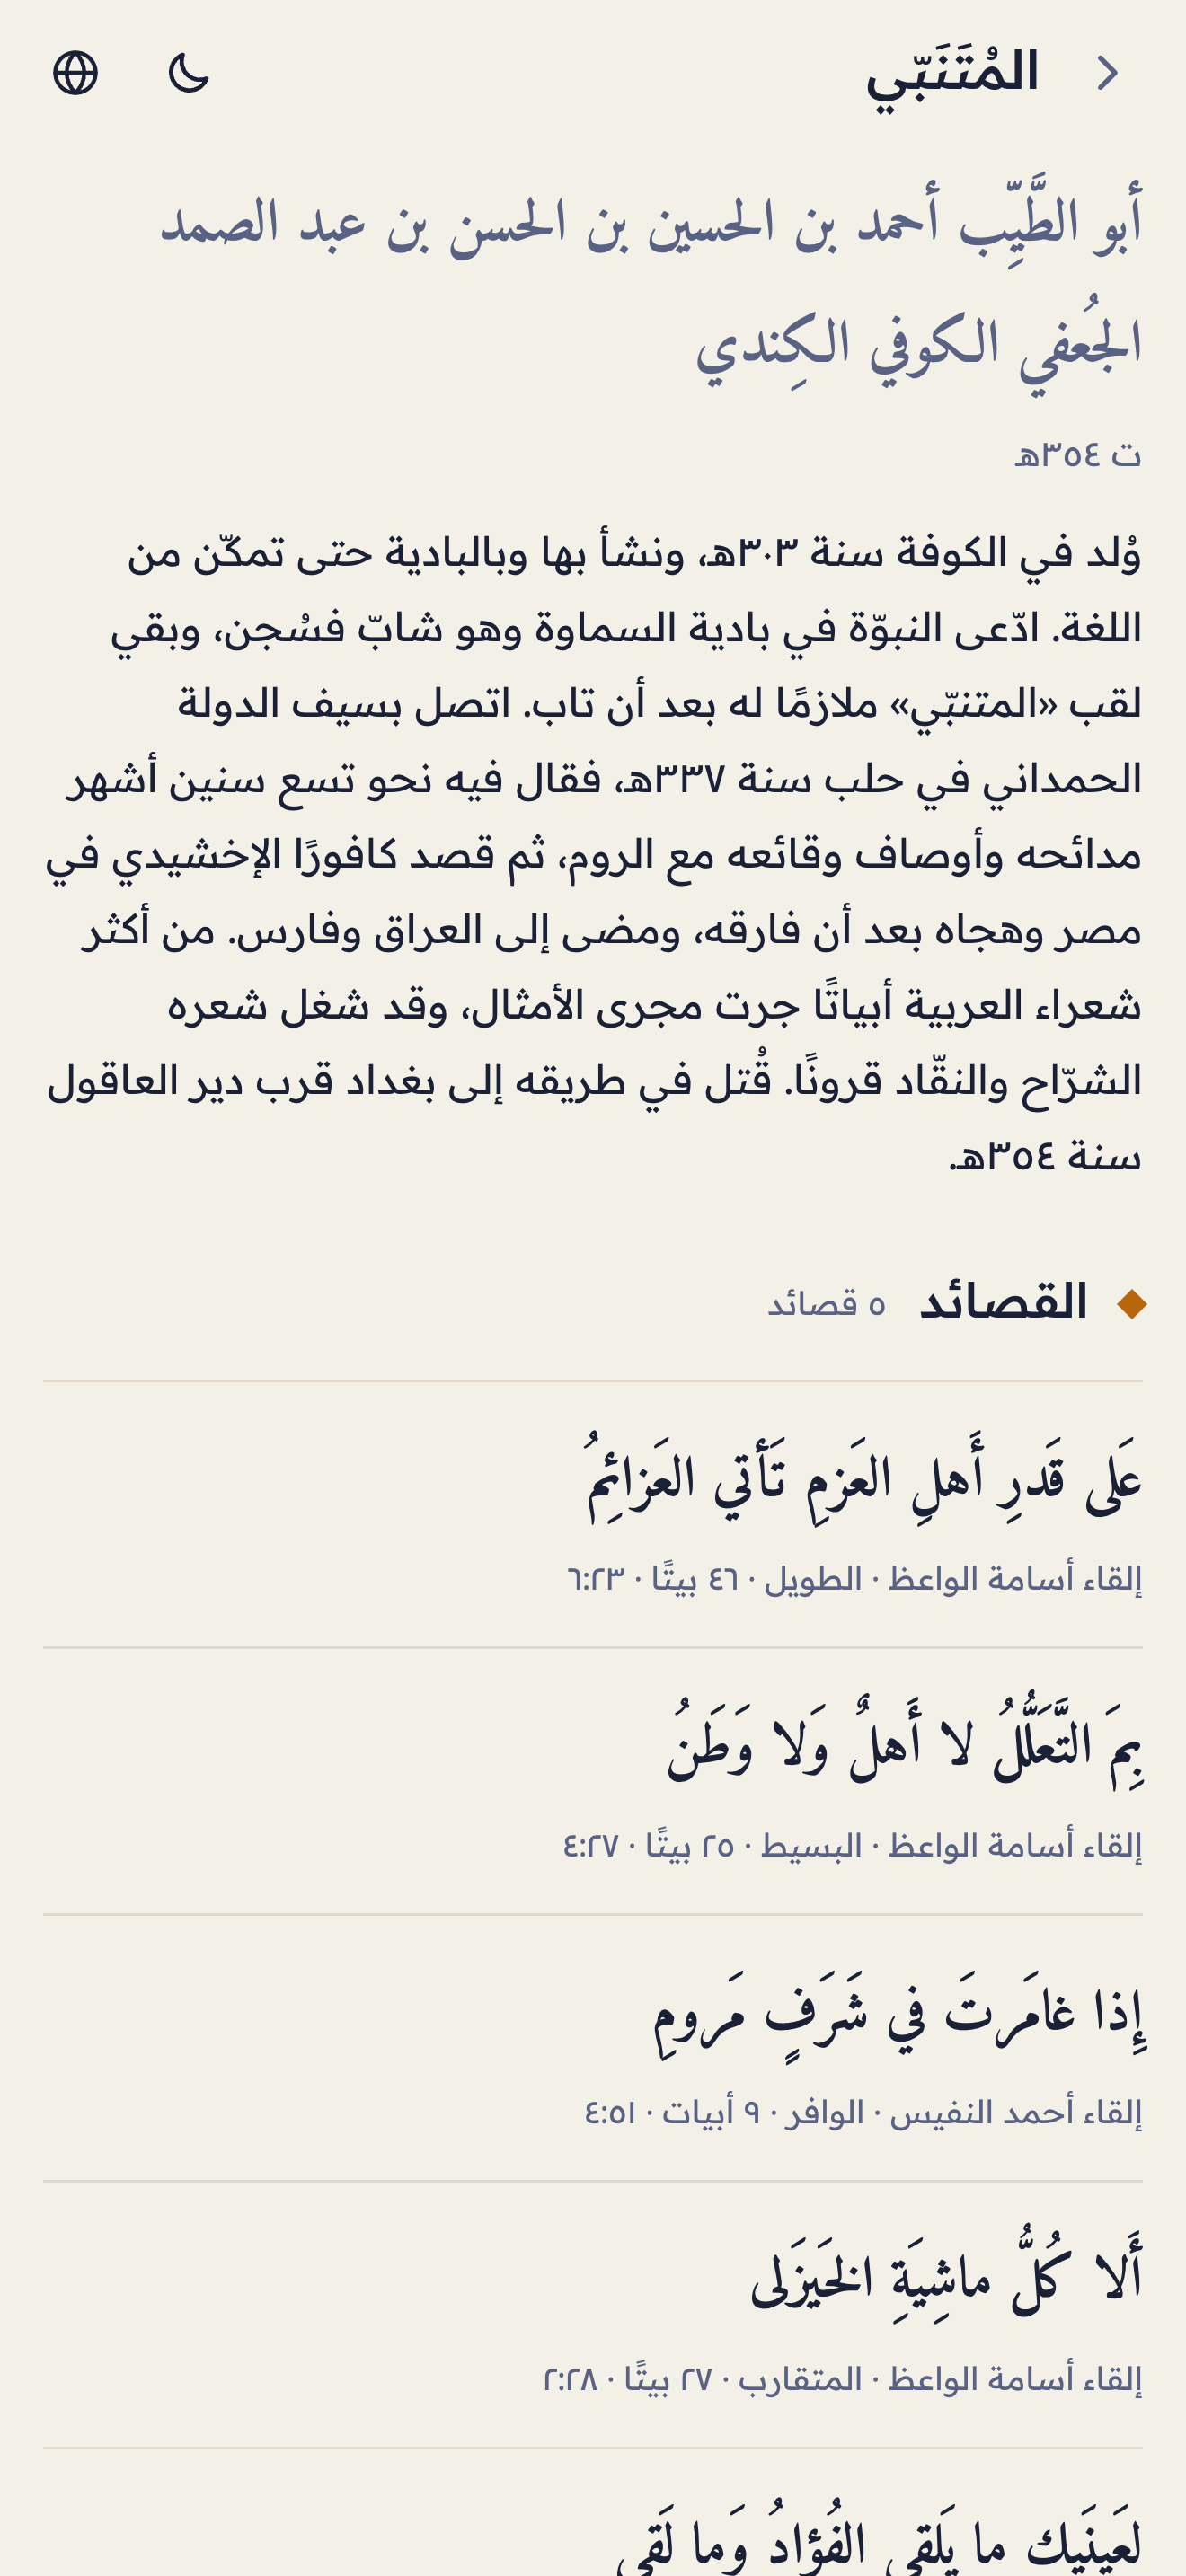 المُتَنَبّي
أبو الطَّيِّب أحمد بن الحسين بن الحسن بن عبد الصمد
الجُعفي الكوفي الكِندي
ت ٣٥٤هـ
وُلد في الكوفة سنة ٣٠٣هـ، ونشأ بها وبالبادية حتى تمكّن من
اللغة. ادّعى النبوّة في بادية السماوة وهو شابّ فسُجن، وبقي
لقب «المتنبّي» ملازمًا له بعد أن تاب. اتصل بسيف الدولة
الحمداني في حلب سنة ٣٣٧هـ، فقال فيه نحو تسع سنين أشهر
مدائحه وأوصاف وقائعه مع الروم، ثم قصد كافورًا الإخشيدي في
مصر وهجاه بعد أن فارقه، ومضى إلى العراق وفارس. من أكثر
شعراء العربية أبياتًا جرت مجرى الأمثال، وقد شغل شعره
الشرّاح والنقّاد قرونًا. قُتل في طريقه إلى بغداد قرب دير العاقول
سنة ٣٥٤هـ.
القصائد ٥ قصائد
عَلى قَدرِ أَهلِ العَزمِ تَأتي العَزائِمُ
إلقاء أسامة الواعظ · الطويل · ٤٦ بيتًا · ٦:٢٣
بِمَ التَّعَلُّلُ لا أَهلٌ وَلا وَطَنُ
إلقاء أسامة الواعظ · البسيط · ٢٥ بيتًا · ٤:٢٧
إِذا غامَرتَ في شَرَفٍ مَرومِ
إلقاء أحمد النفيس · الوافر · ٩ أبيات · ٤:٥١
أَلا كُلُّ ماشِيَةِ الخَيزَلى
إلقاء أسامة الواعظ · المتقارب · ٢٧ بيتًا · ٢:٢٨
لعَينَيك ما يَلقى الفُؤادُ وَما لَقي